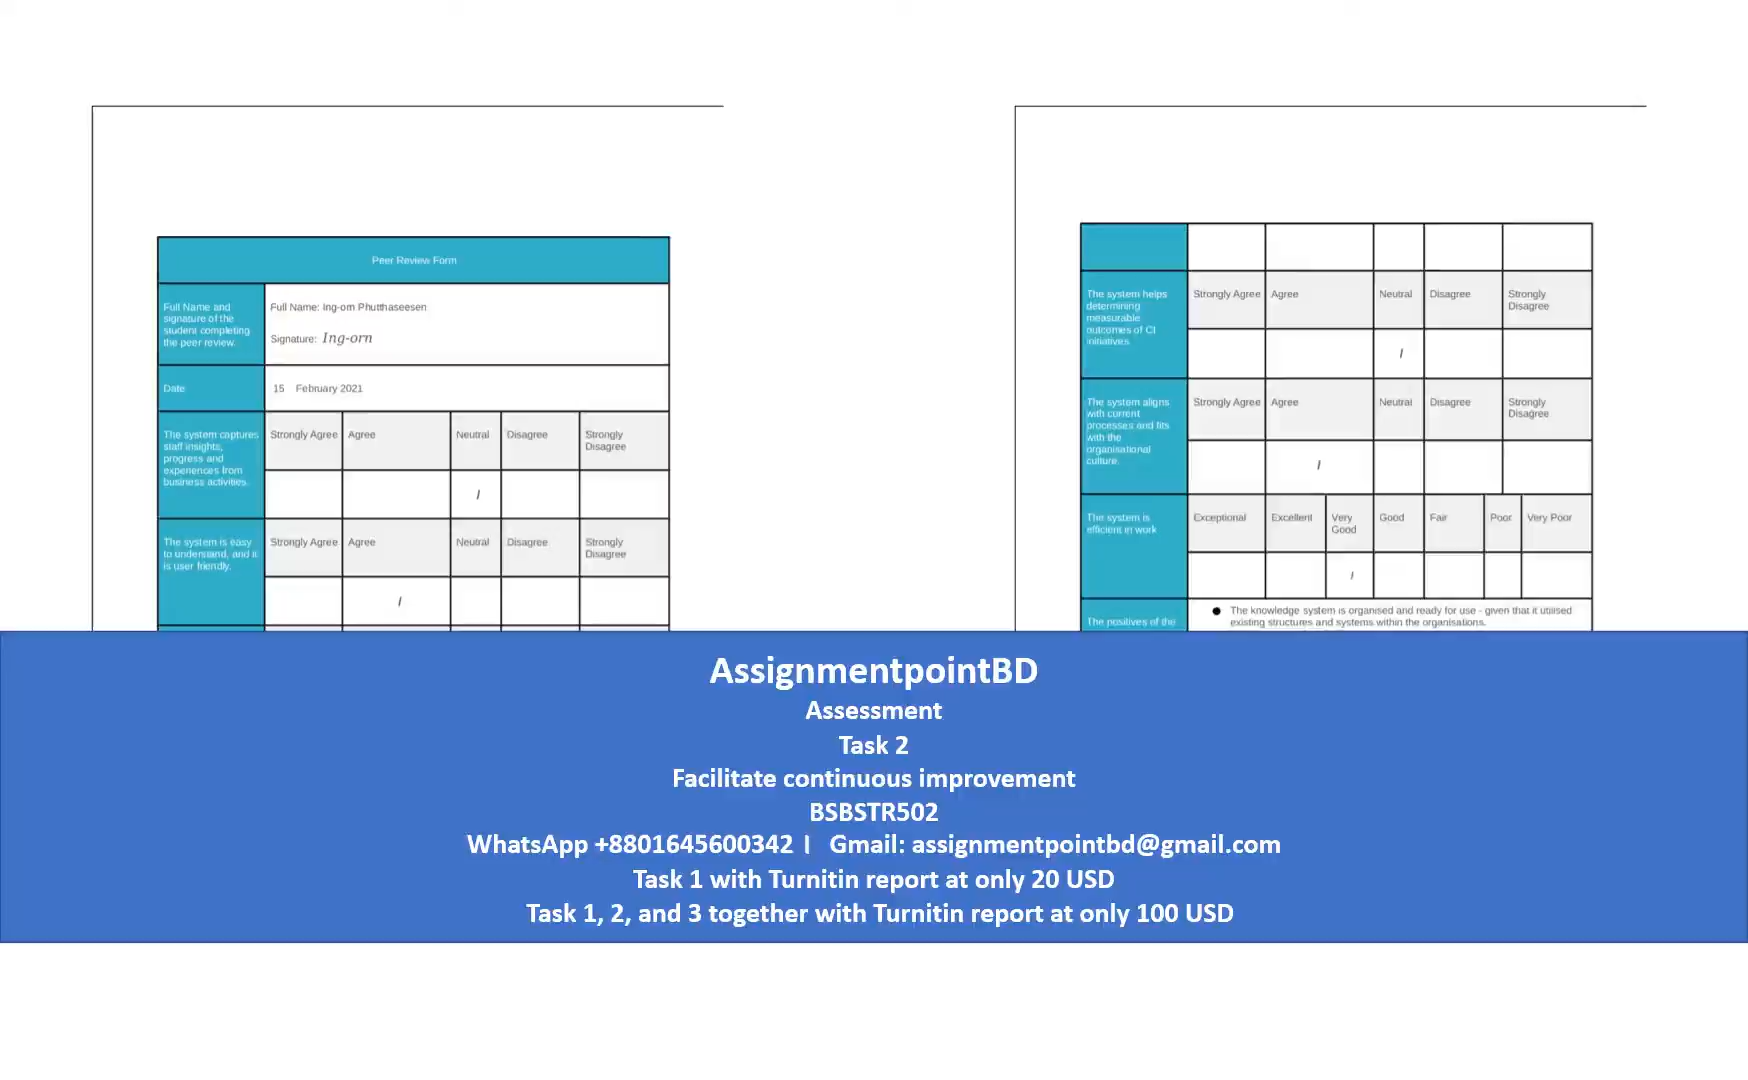 Peer Review Form
Full Name and
signature of the
student completing
the peer review.
Full Name: Ing-orn Phutthaseesen
Signature: Ing-orn
Date
15 February 2021
The system captures
staff insights,
progress and
experiences from
business activities.
Strongly Agree Agree Neutral Disagree Strongly
Disagree
/
The system is easy
to understand, and it
is user friendly.
Strongly Agree Agree Neutral Disagree Strongly
Disagree
/
The system helps
determining
measurable
outcomes of CI
initiatives.
Strongly Agree Agree Neutral Disagree Strongly
Disagree
/
The system aligns
with current
processes and fits
with the
organisational
culture.
Strongly Agree Agree Neutral Disagree Strongly
Disagree
/
The system is
efficient in work
Exceptional Excellent Very
Good Good Fair Poor Very Poor
/
The positives of the
● The knowledge system is organised and ready for use - given that it utilised
existing structures and systems within the organisations.
AssignmentpointBD
Assessment
Task 2
Facilitate continuous improvement
BSBSTR502
WhatsApp +8801645600342 I Gmail: assignmentpointbd@gmail.com
Task 1 with Turnitin report at only 20 USD
Task 1, 2, and 3 together with Turnitin report at only 100 USD